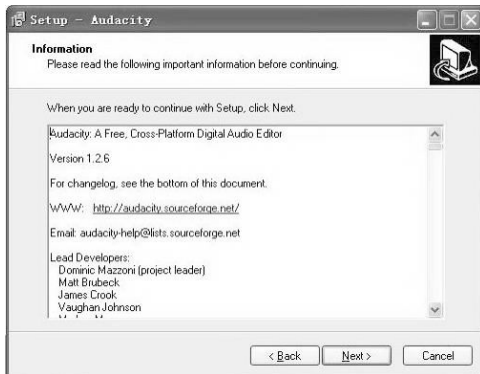 Setup - Audacity
Information
Please read the following important information before continuing.
When you are ready to continue with Setup, click Next.
Audacity: A Free, Cross-Platform Digital Audio Editor
Version 1.2.6
For changelog, see the bottom of this document.
WWW: http://audacity.sourceforge.net/
Email: audacity-help@lists.sourceforge.net
Lead Developers:
Dominic Mazzoni (project leader)
Matt Brubeck
James Crook
Vaughan Johnson
< Back Next > Cancel